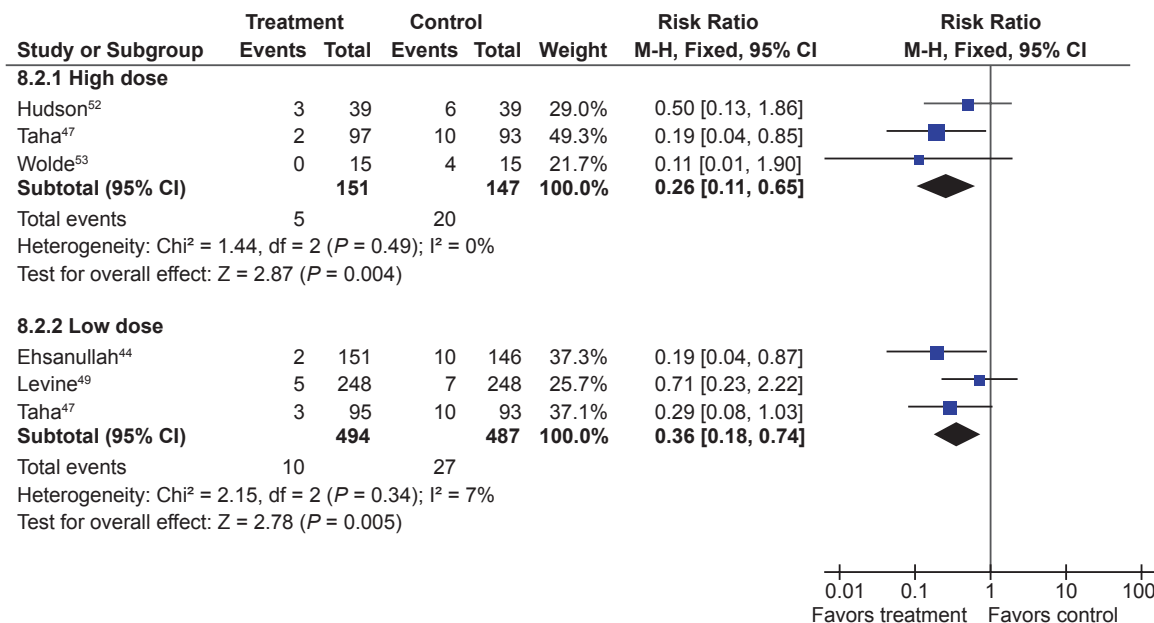 Treatment Control Risk Ratio Risk Ratio
Study or Subgroup Events Total Events Total Weight M-H, Fixed, 95% CI M-H, Fixed, 95% CI
8.2.1 High dose
Hudson⁵² 3 39 6 39 29.0% 0.50 [0.13, 1.86]
Taha⁴⁷ 2 97 10 93 49.3% 0.19 [0.04, 0.85]
Wolde⁵³ 0 15 4 15 21.7% 0.11 [0.01, 1.90]
Subtotal (95% CI) 151 147 100.0% 0.26 [0.11, 0.65]
Total events 5 20
Heterogeneity: Chi² = 1.44, df = 2 (P = 0.49); I² = 0%
Test for overall effect: Z = 2.87 (P = 0.004)
8.2.2 Low dose
Ehsanullah⁴⁴ 2 151 10 146 37.3% 0.19 [0.04, 0.87]
Levine⁴⁹ 5 248 7 248 25.7% 0.71 [0.23, 2.22]
Taha⁴⁷ 3 95 10 93 37.1% 0.29 [0.08, 1.03]
Subtotal (95% CI) 494 487 100.0% 0.36 [0.18, 0.74]
Total events 10 27
Heterogeneity: Chi² = 2.15, df = 2 (P = 0.34); I² = 7%
Test for overall effect: Z = 2.78 (P = 0.005)
0.01 0.1 1 10 100
Favors treatment Favors control